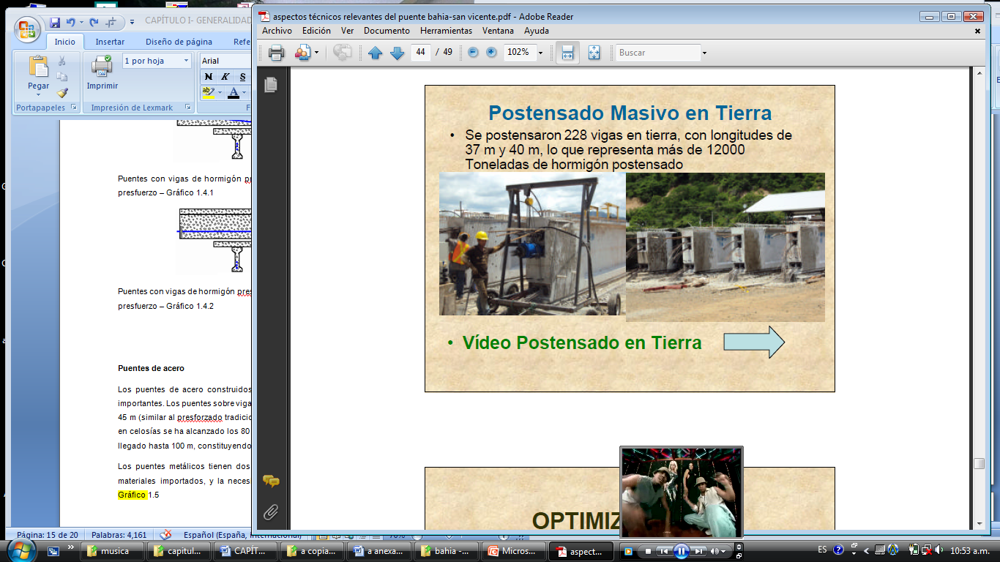 CAPÍTULO I- GENERALIDAD
Inicio
Insertar
Diseño de página
Refe
Pegar
Imprimir
1 por hoja
Arial
N K S
Portapapeles
Impresión de Lexmark
F
Puentes con vigas de hormigón pr
presfuerzo – Gráfico 1.4.1
Puentes con vigas de hormigón pres
presfuerzo – Gráfico 1.4.2
Puentes de acero
Los puentes de acero construidos
importantes. Los puentes sobre viga
45 m (similar al presforzado tradicio
en celosías se ha alcanzado los 80
llegado hasta 100 m, constituyendo
Los puentes metálicos tienen dos
materiales importados, y la neces
Gráfico 1.5
Página: 15 de 20
Palabras: 4,161
Español (España, internacional)
aspectos técnicos relevantes del puente bahia-san vicente.pdf - Adobe Reader
Archivo Edición Ver Documento Herramientas Ventana Ayuda
44 / 49
102%
Buscar
Postensado Masivo en Tierra
• Se postensaron 228 vigas en tierra, con longitudes de
37 m y 40 m, lo que representa más de 12000
Toneladas de hormigón postensado
• Vídeo Postensado en Tierra
OPTIMIZ
musica
capitul...
CAPÍT...
a copia...
a anexa...
bahia -...
Micros...
aspect...
ES
10:53 a.m.